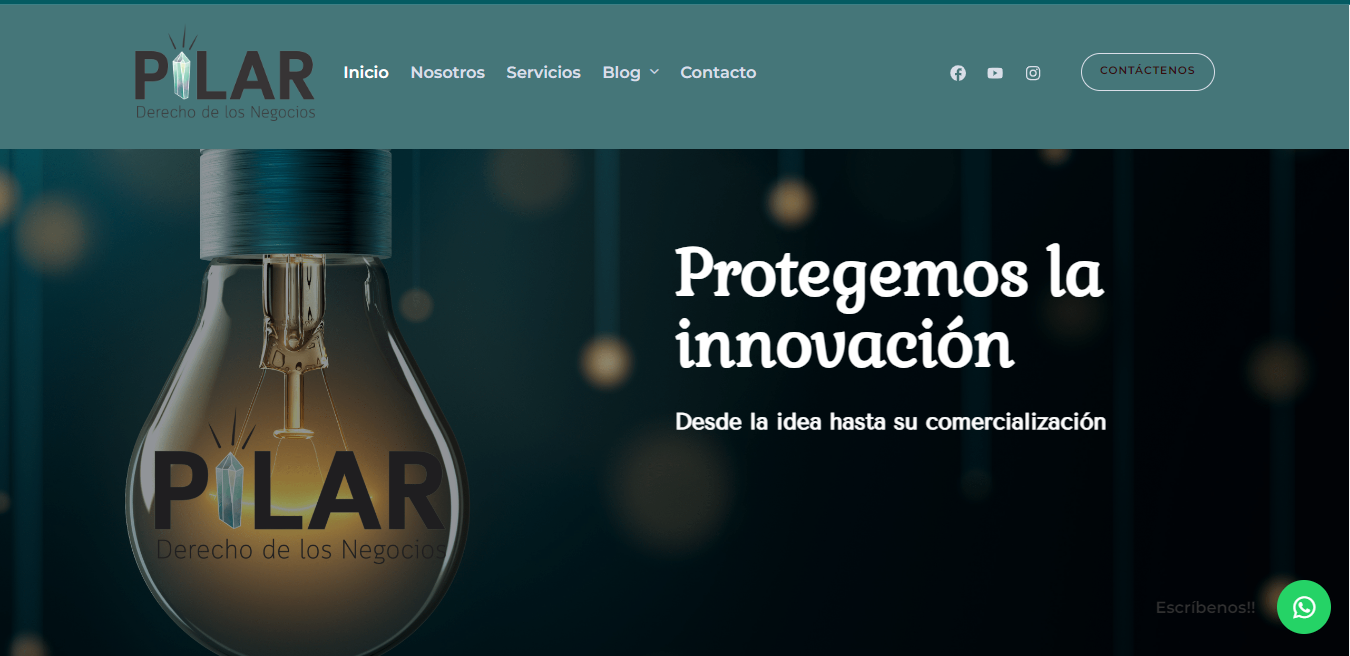 PILAR
Derecho de los Negocios
Inicio Nosotros Servicios Blog Contacto
CONTÁCTENOS
Protegemos la
innovación
Desde la idea hasta su comercialización
PILAR
Derecho de los Negocios
Escríbenos!!